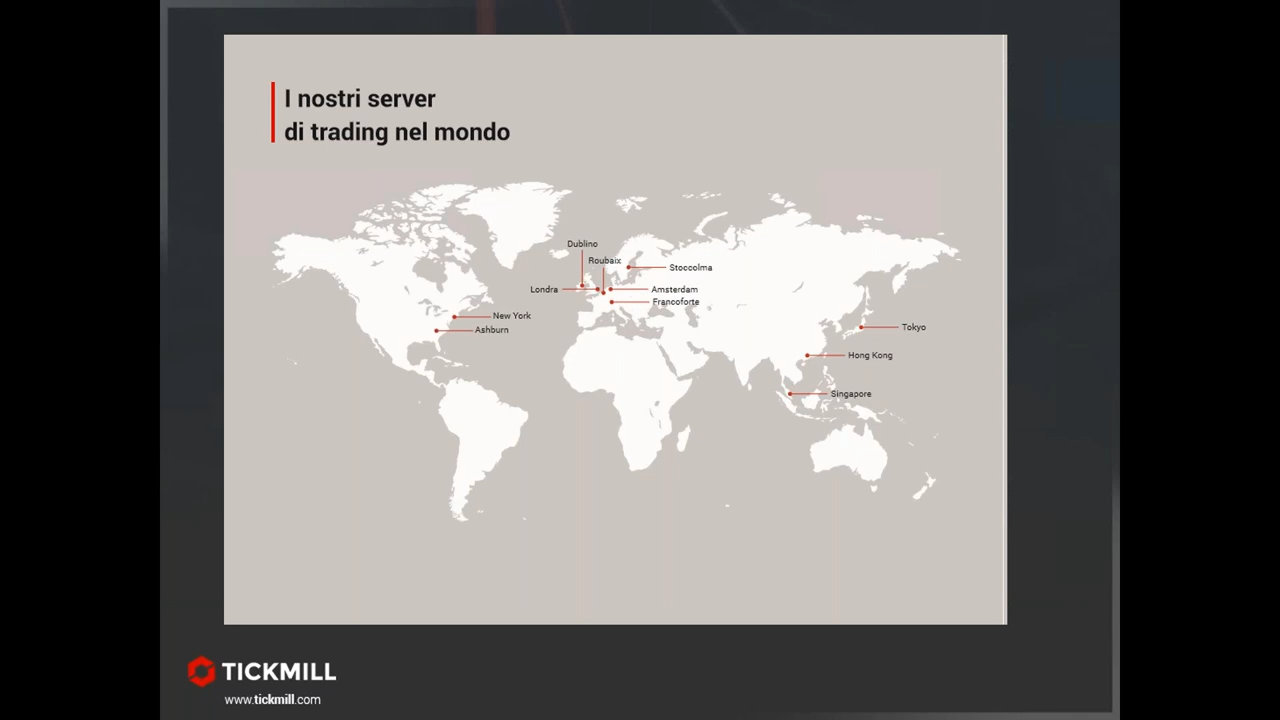 I nostri server
di trading nel mondo
Dublino
Roubaix
Stoccolma
Londra
Amsterdam
Francoforte
New York
Ashburn
Tokyo
Hong Kong
Singapore
TICKMILL
www.tickmill.com